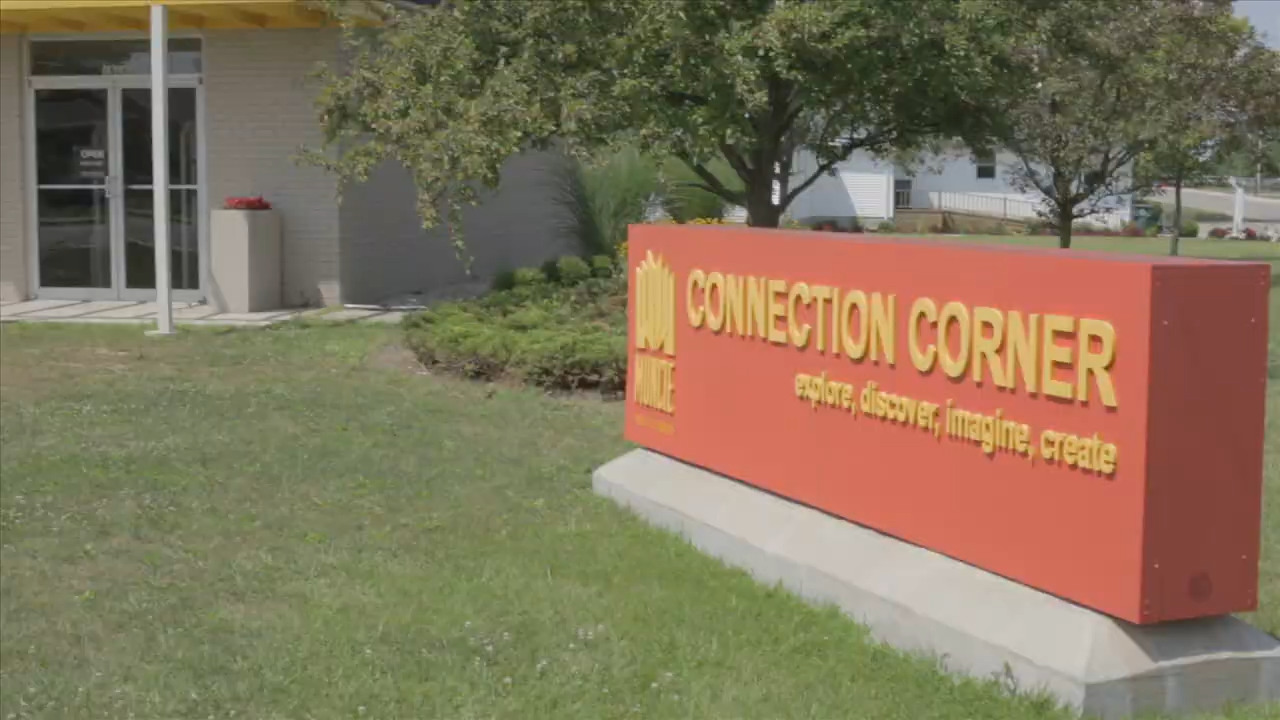 OPEN
MUNCIE
CONNECTION CORNER
explore, discover, imagine, create